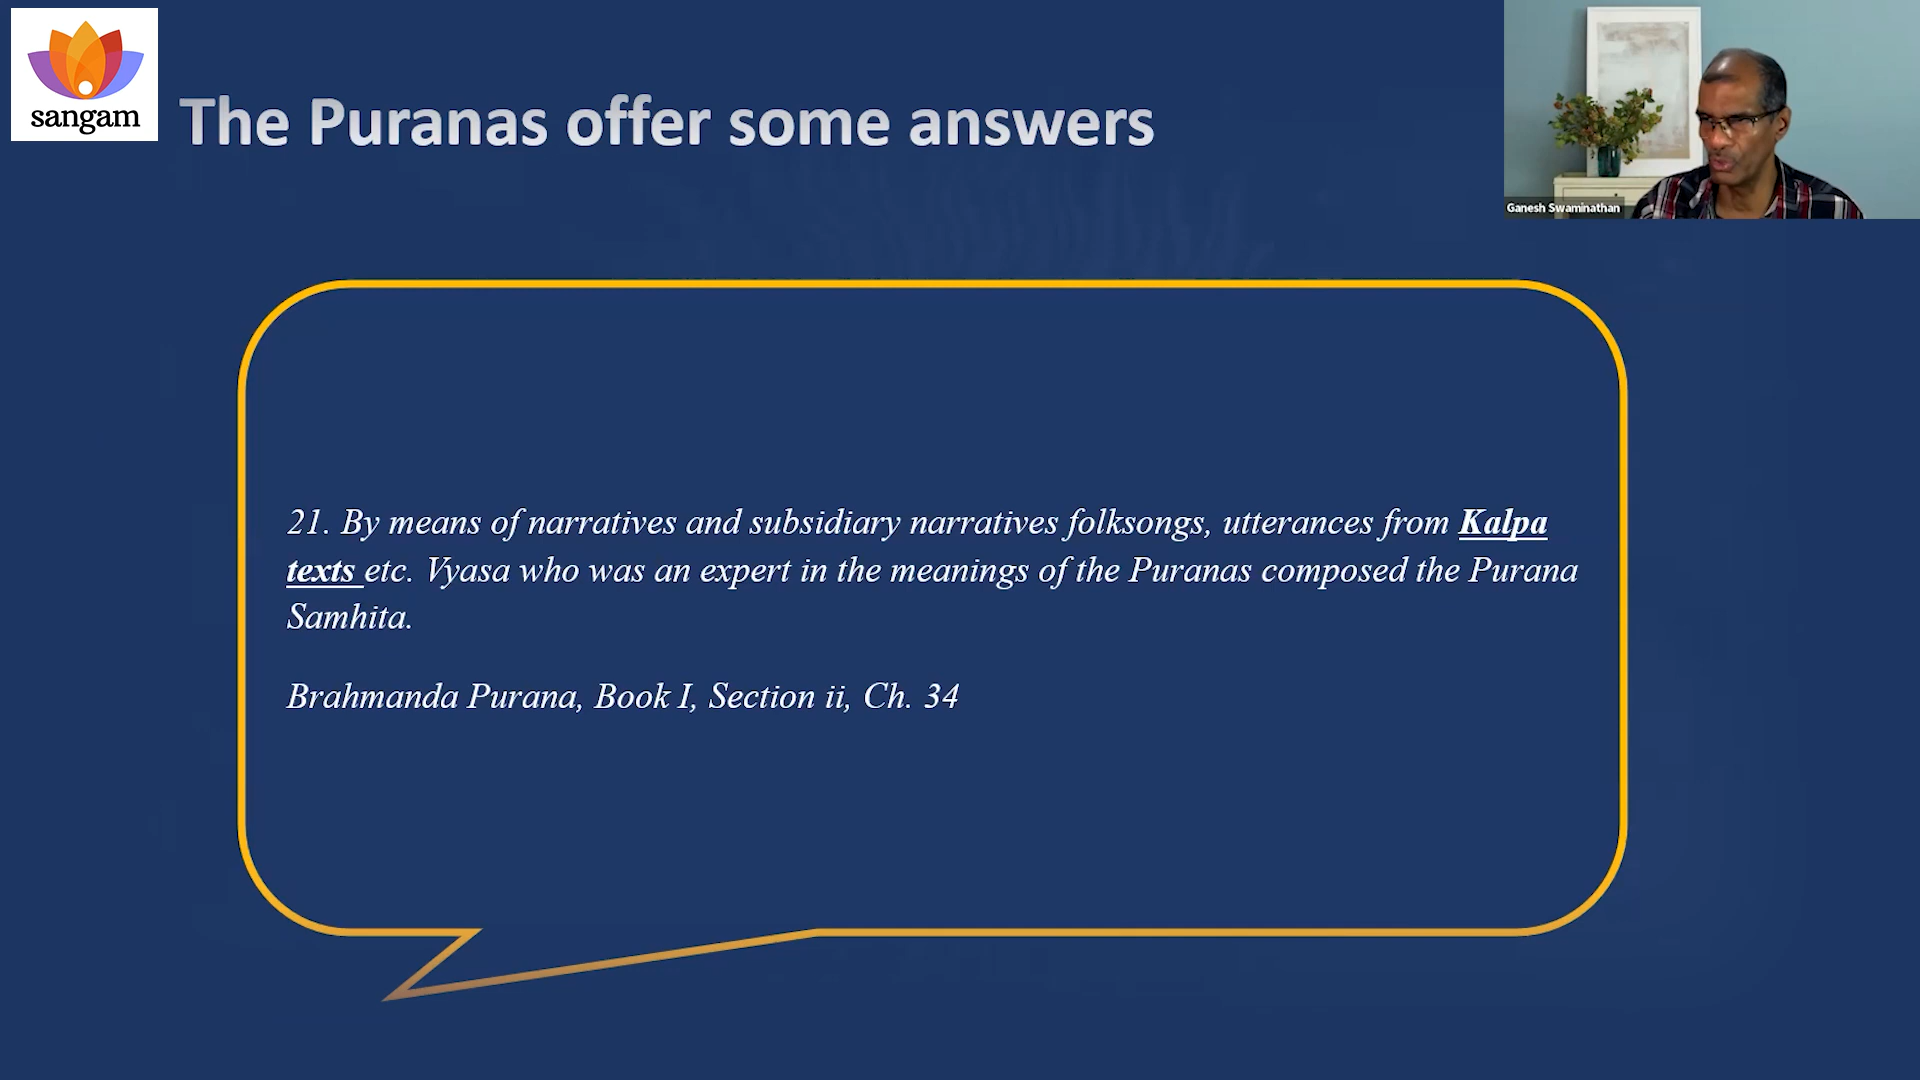 sangam
The Puranas offer some answers
Ganesh Swaminathan
21. By means of narratives and subsidiary narratives folksongs, utterances from Kalpa
texts etc. Vyasa who was an expert in the meanings of the Puranas composed the Purana
Samhita.
Brahmanda Purana, Book I, Section ii, Ch. 34